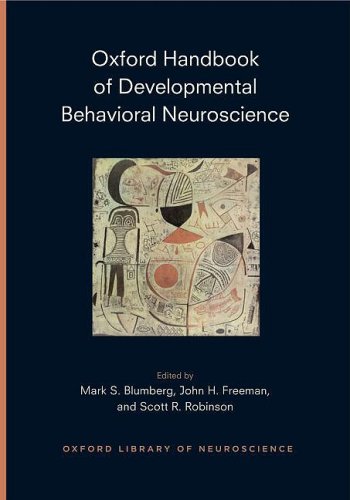 Oxford Handbook
of Developmental
Behavioral Neuroscience
Edited by
Mark S. Blumberg, John H. Freeman,
and Scott R. Robinson
OXFORD LIBRARY OF NEUROSCIENCE